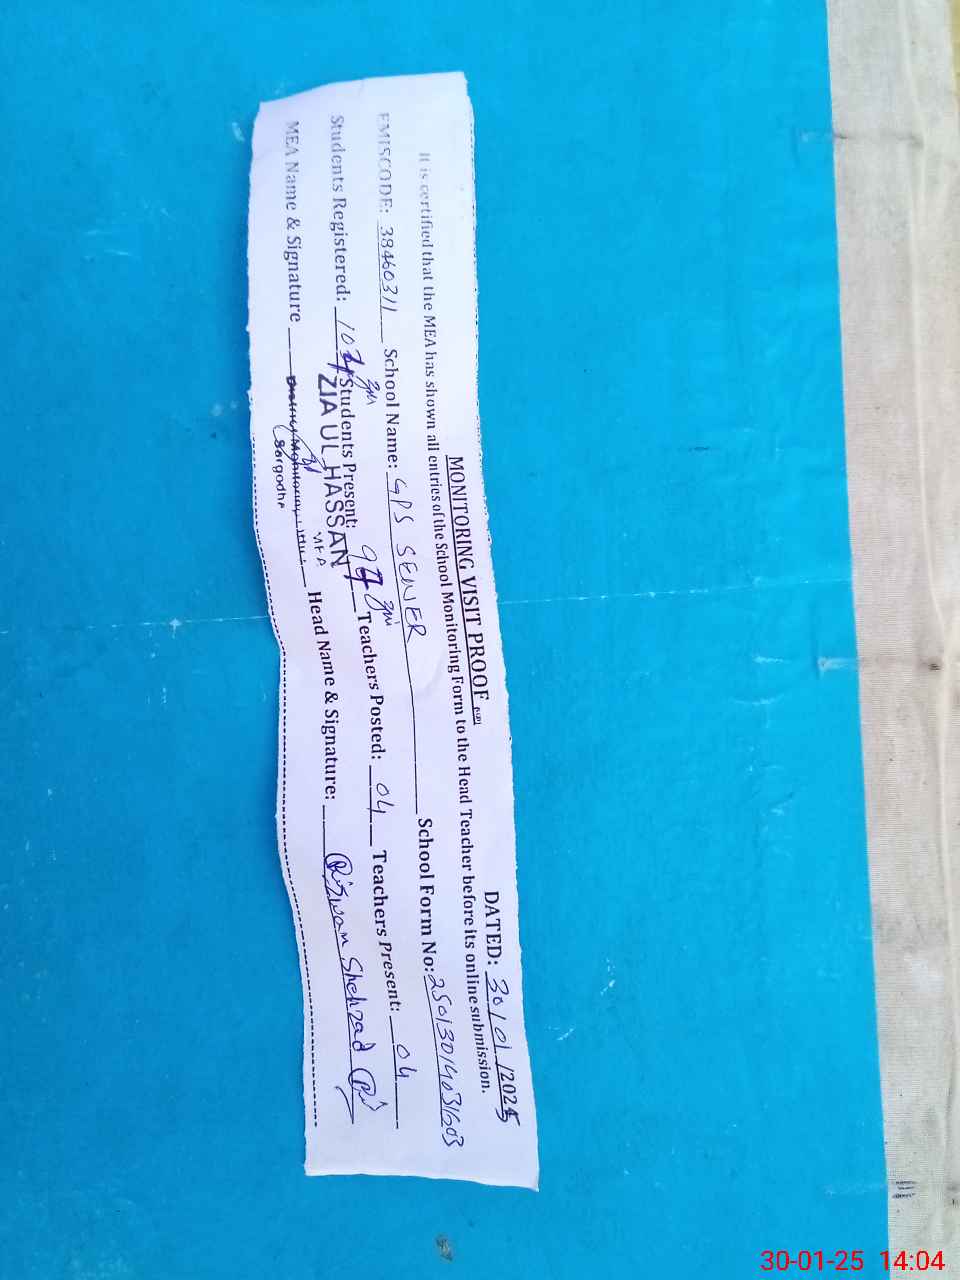 MONITORING VISIT PROOF
DATED: 30/01/2025
It is certified that the MEA has shown all entries of the School Monitoring Form to the Head Teacher before its online submission.
EMISCODE: 38460311 School Name: GPS SEWER School Form No: 25013014031603
Students Registered: 107 Students Present: 97 Teachers Posted: 04 Teachers Present: 04
ZIA UL HASSAN
MEA
MEA Name & Signature Head Name & Signature: Rizwan Shehzad
Sargodha
30-01-25 14:04